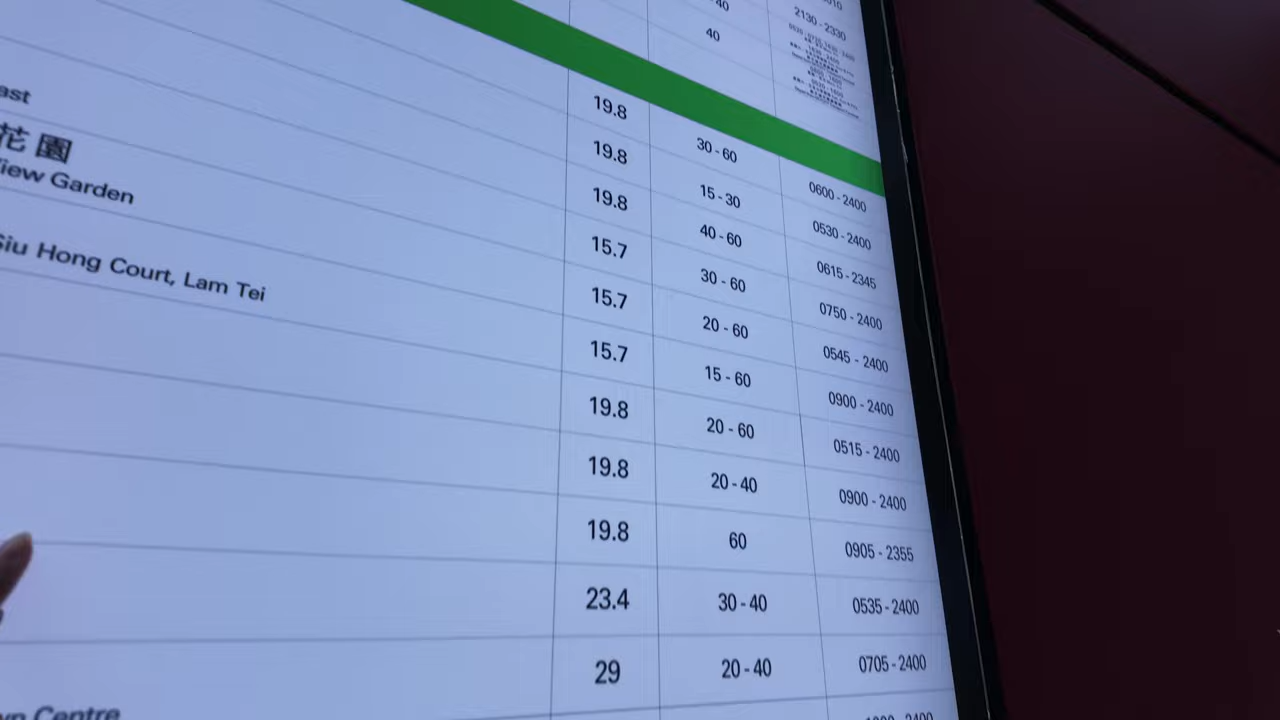 40
2130 - 2330
40
19.8 30 - 60 0600 - 2400
19.8 15 - 30 0530 - 2400
19.8 40 - 60 0615 - 2345
15.7 30 - 60 0750 - 2400
15.7 20 - 60 0545 - 2400
15.7 15 - 60 0900 - 2400
19.8 20 - 60 0515 - 2400
19.8 20 - 40 0900 - 2400
19.8 60 0905 - 2355
23.4 30 - 40 0535 - 2400
29 20 - 40 0705 - 2400
ast
花園
View Garden
Siu Hong Court, Lam Tei
Centre